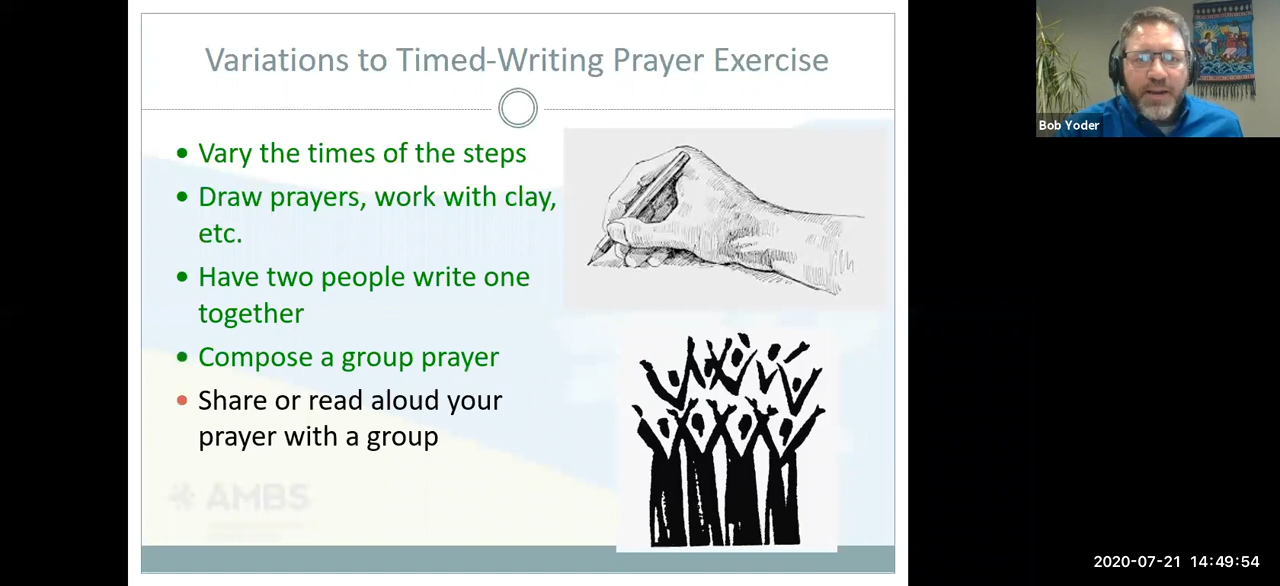 Variations to Timed-Writing Prayer Exercise
• Vary the times of the steps
• Draw prayers, work with clay,
etc.
• Have two people write one
together
• Compose a group prayer
• Share or read aloud your
prayer with a group
AMBS
Bob Yoder
2020-07-21 14:49:54